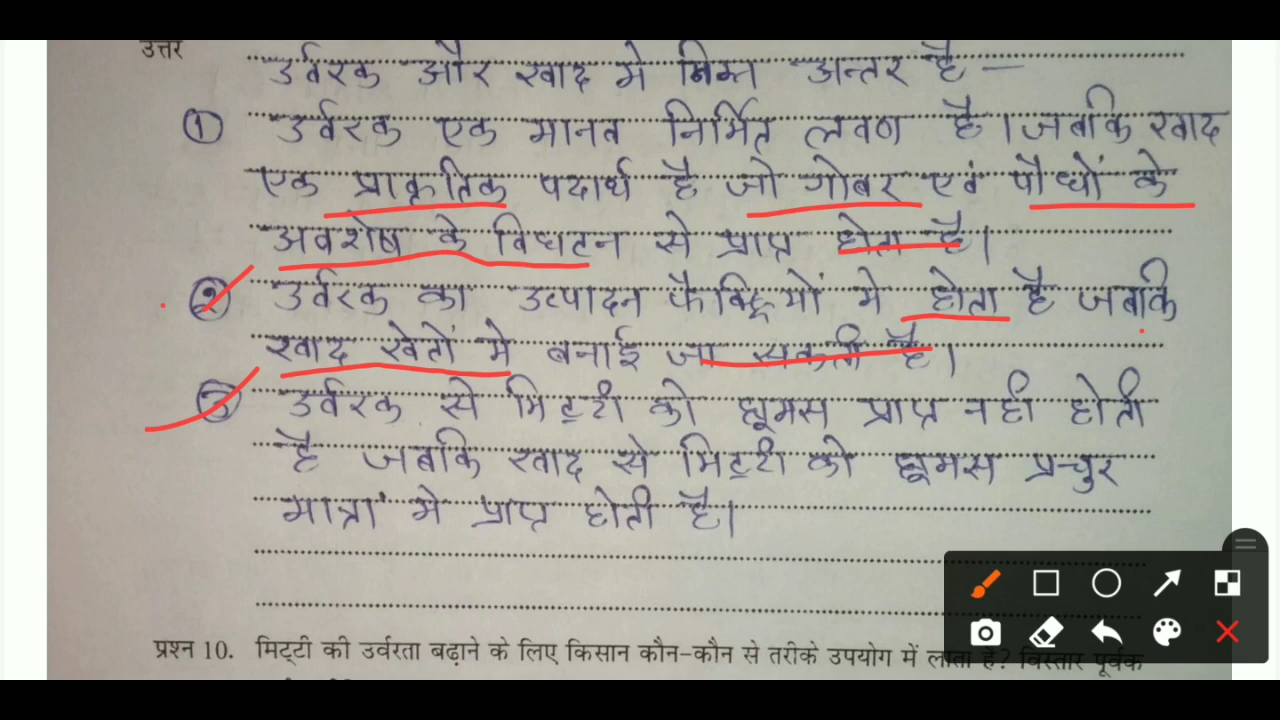 उत्तर
उर्वरक और खाद मे निम्न अन्तर है —
① उर्वरक एक मानव निर्मित लवण है। जबकि खाद
एक प्राकृतिक पदार्थ है जो गोबर एवं पौधों के
अवशेष के विघटन से प्राप्त होता है।
② उर्वरक का उत्पादन फैक्ट्रियों मे होता है जबकि
खाद खेतों मे बनाई जा सकती है।
③ उर्वरक से मिट्टी को ह्यूमस प्राप्त नही होती
है जबकि खाद से मिट्टी को ह्यूमस प्रचुर
मात्रा मे प्राप्त होती है।
प्रश्न 10. मिट्टी की उर्वरता बढ़ाने के लिए किसान कौन-कौन से तरीके उपयोग में लाता है? विस्तार पूर्वक